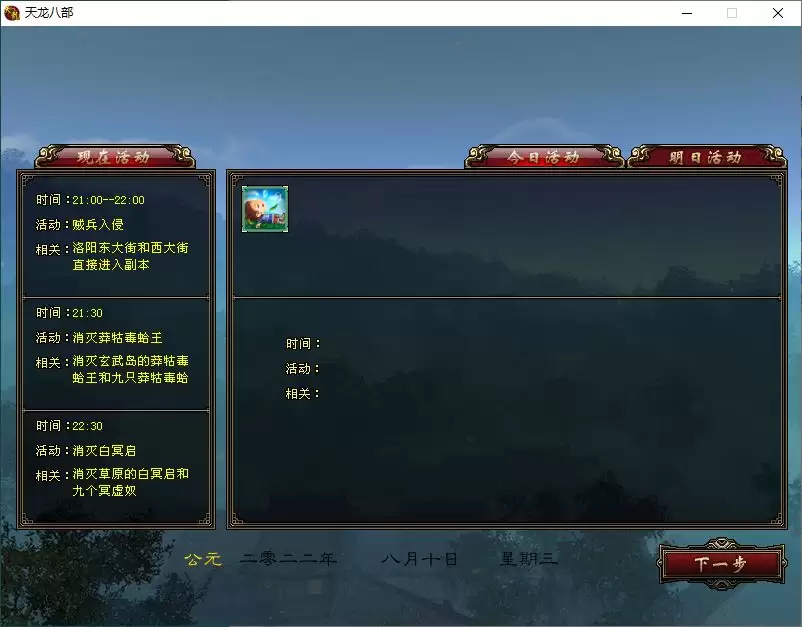 天龙八部
现在活动
今日活动
明日活动
时间：21:00--22:00
活动：贼兵入侵
相关：洛阳东大街和西大街
直接进入副本
时间：21:30
活动：消灭莽牯毒蛤王
相关：消灭玄武岛的莽牯毒
蛤王和九只莽牯毒蛤
时间：22:30
活动：消灭白冥启
相关：消灭草原的白冥启和
九个冥虚奴
时间：
活动：
相关：
公元 二零二二年 八月十日 星期三
下一步